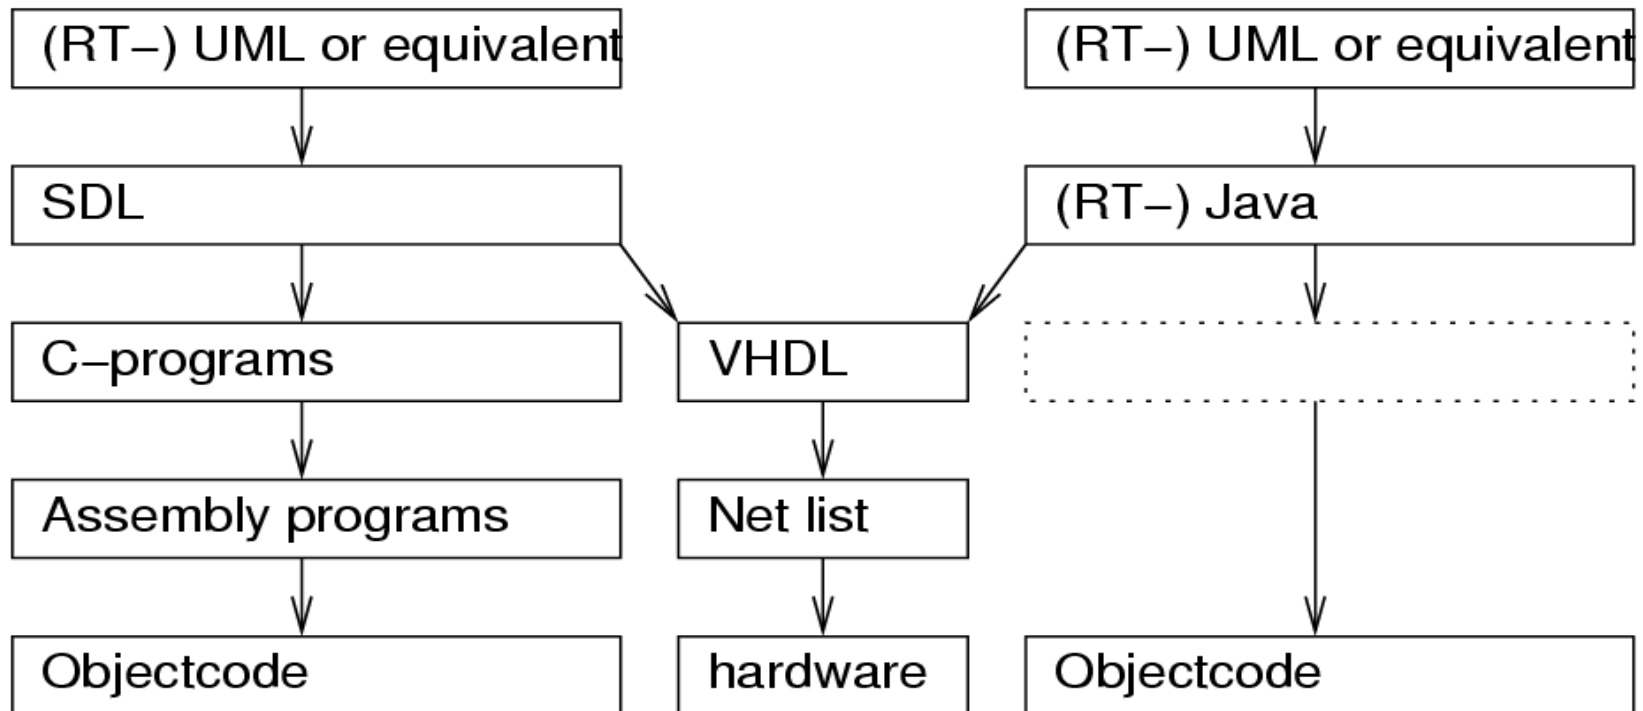 (RT–) UML or equivalent
(RT–) UML or equivalent
SDL
(RT–) Java
C–programs
VHDL
Assembly programs
Net list
Objectcode
hardware
Objectcode